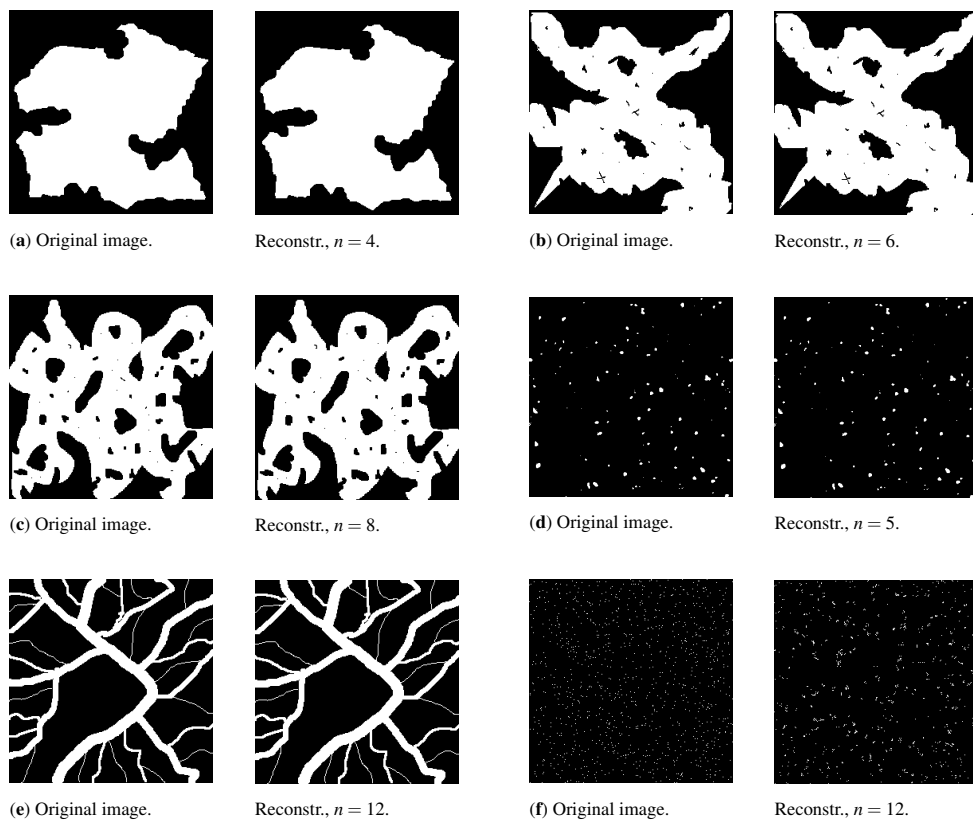 (a) Original image.
Reconstr., n = 4.
(b) Original image.
Reconstr., n = 6.
(c) Original image.
Reconstr., n = 8.
(d) Original image.
Reconstr., n = 5.
(e) Original image.
Reconstr., n = 12.
(f) Original image.
Reconstr., n = 12.